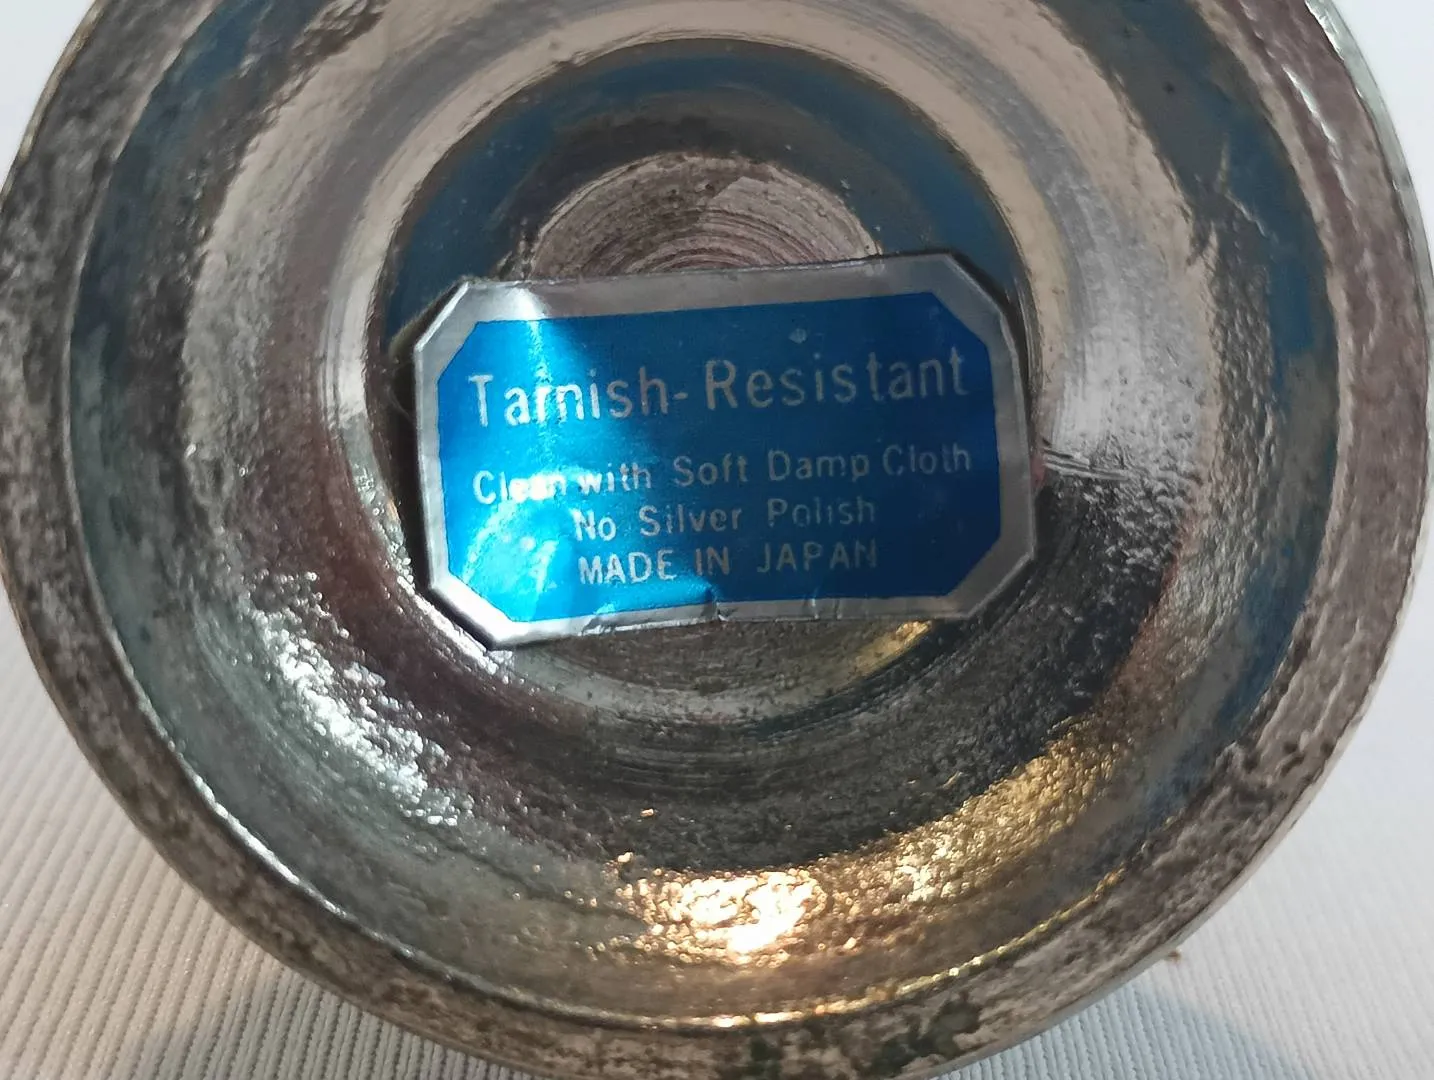 Tarnish-Resistant
Clean with Soft Damp Cloth
No Silver Polish
MADE IN JAPAN